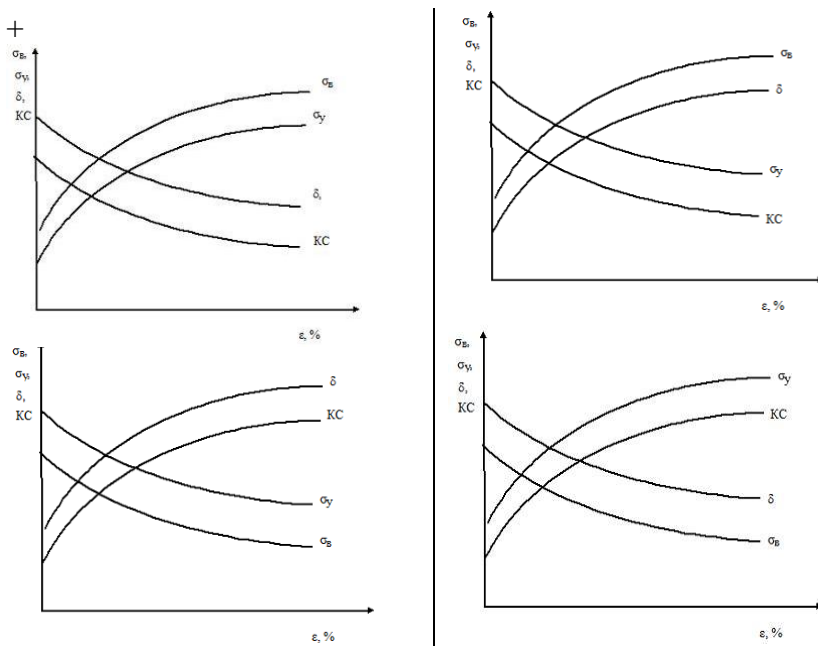 +
σв,
σу,
δ,
КС
σв
σу
δ,
КС
ε, %
σв,
σу,
δ,
КС
σв
δ
σу
КС
ε, %
σв,
σу,
δ,
КС
δ
КС
σу
σв
ε, %
σв,
σу,
δ,
КС
σу
КС
δ
σв
ε, %